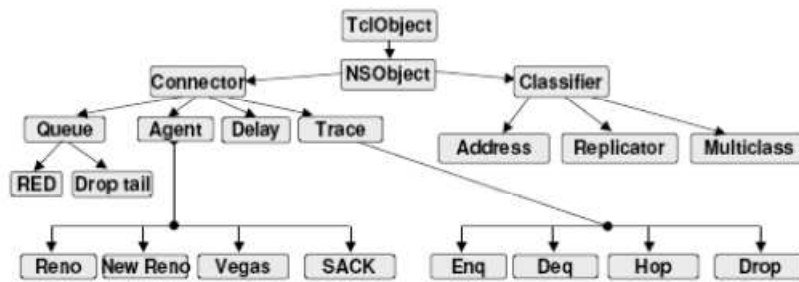 TclObject
NSObject
Connector
Classifier
Queue
Agent
Delay
Trace
Address
Replicator
Multiclass
RED
Drop tail
Reno
New Reno
Vegas
SACK
Enq
Deq
Hop
Drop